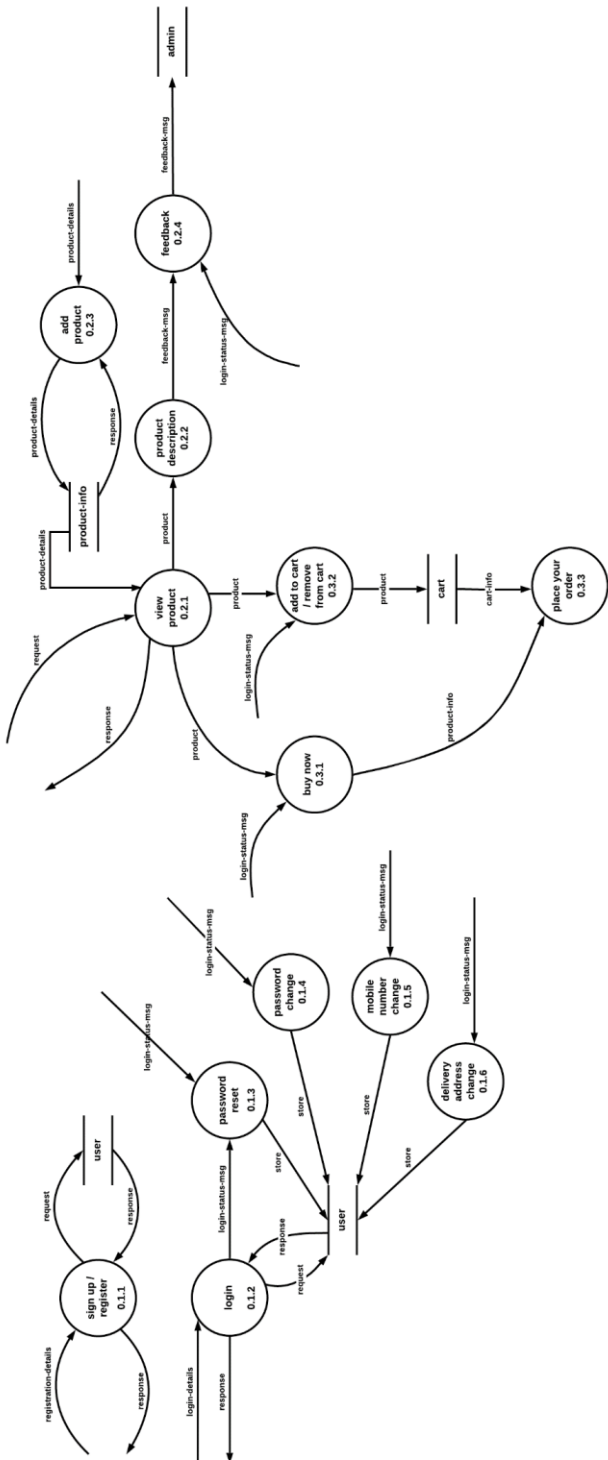 registration-details
response
sign up /
register
0.1.1
request
response
user
login-details
response
login
0.1.2
login-status-msg
request
response
password
reset
0.1.3
login-status-msg
store
user
password
change
0.1.4
login-status-msg
store
mobile
number
change
0.1.5
login-status-msg
store
delivery
address
change
0.1.6
login-status-msg
store
request
response
view
product
0.2.1
product-details
product-info
product-details
response
add
product
0.2.3
product-details
product
product
description
0.2.2
feedback-msg
feedback
0.2.4
login-status-msg
feedback-msg
admin
product
buy now
0.3.1
login-status-msg
product-info
product
add to cart
/ remove
from cart
0.3.2
login-status-msg
product
cart
cart-info
place your
order
0.3.3